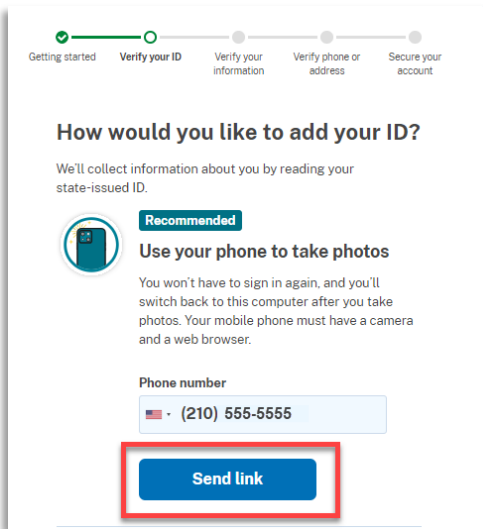 Getting started
Verify your ID
Verify your
information
Verify phone or
address
Secure your
account
How would you like to add your ID?
We'll collect information about you by reading your
state-issued ID.
Recommended
Use your phone to take photos
You won't have to sign in again, and you'll
switch back to this computer after you take
photos. Your mobile phone must have a camera
and a web browser.
Phone number
(210) 555-5555
Send link